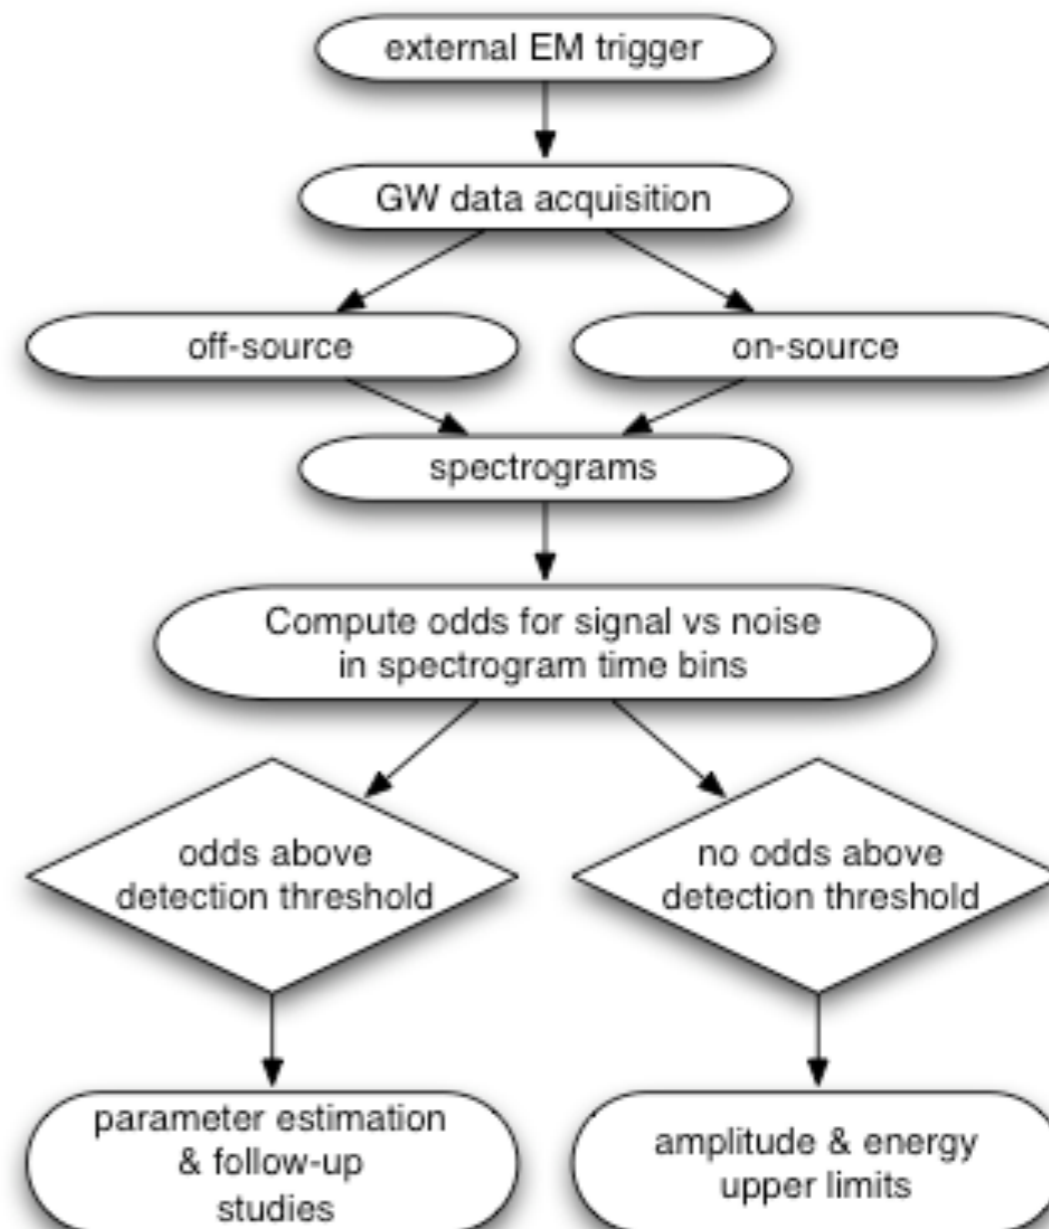 external EM trigger
GW data acquisition
off-source
on-source
spectrograms
Compute odds for signal vs noise
in spectrogram time bins
odds above
detection threshold
no odds above
detection threshold
parameter estimation
& follow-up
studies
amplitude & energy
upper limits